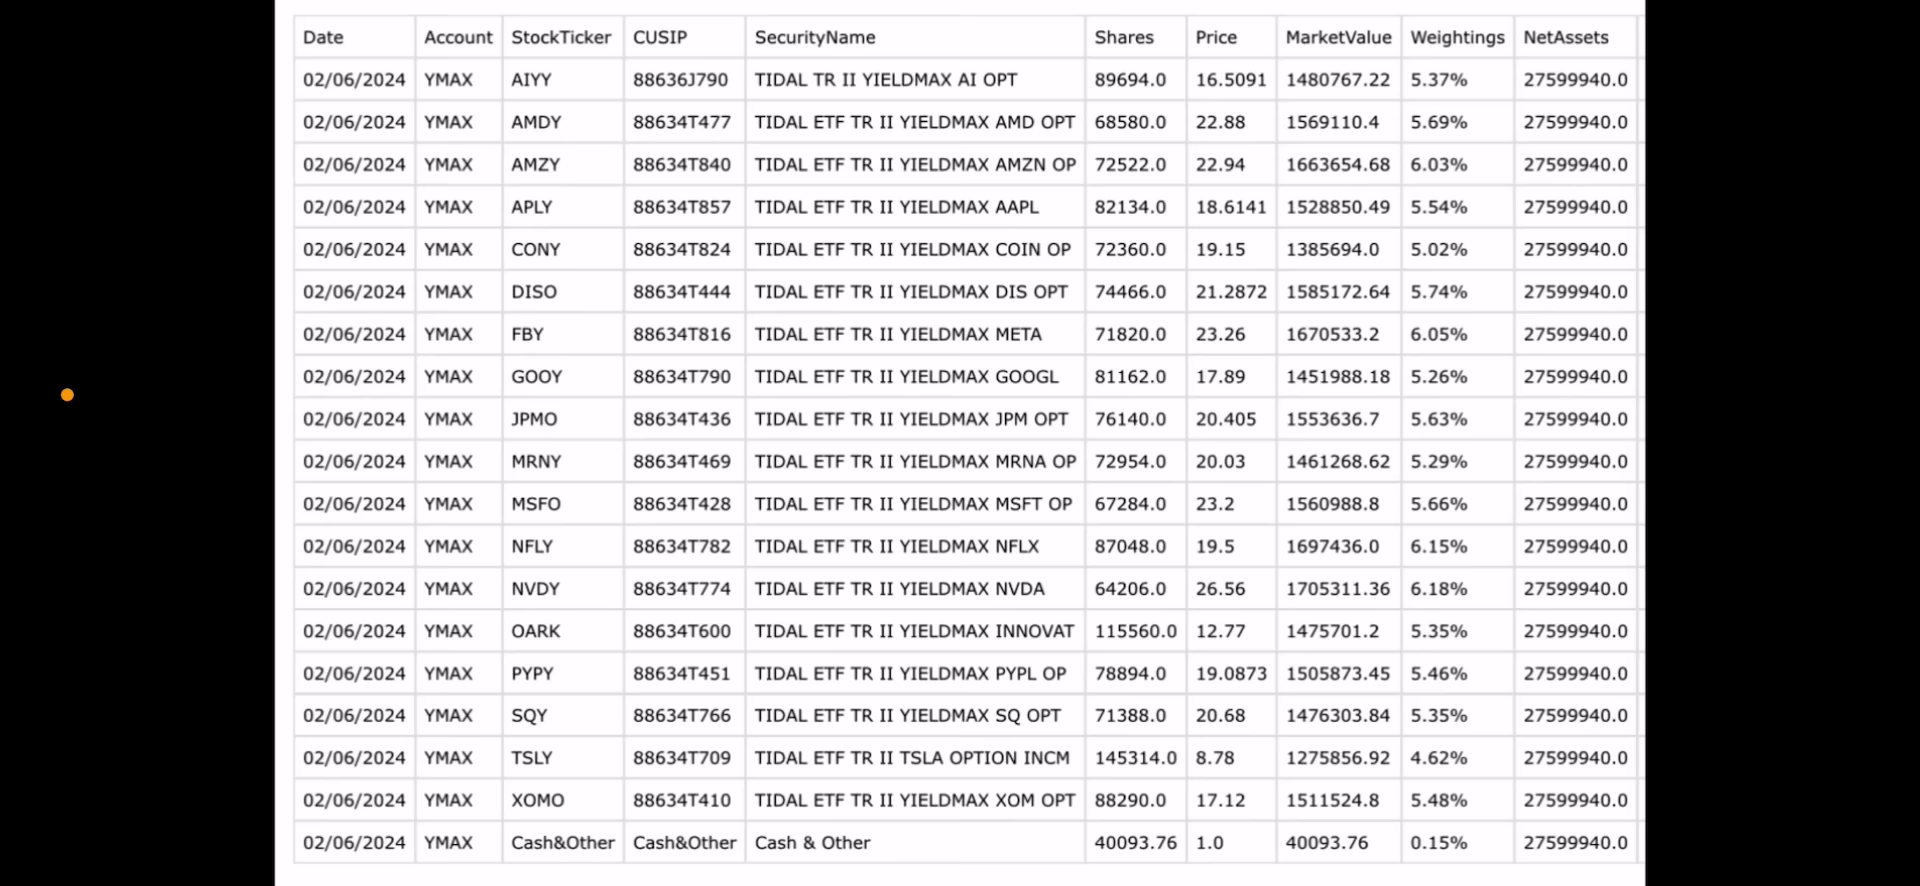 Date Account StockTicker CUSIP SecurityName Shares Price MarketValue Weightings NetAssets
02/06/2024 YMAX AIYY 88636J790 TIDAL TR II YIELDMAX AI OPT 89694.0 16.5091 1480767.22 5.37% 27599940.0
02/06/2024 YMAX AMDY 88634T477 TIDAL ETF TR II YIELDMAX AMD OPT 68580.0 22.88 1569110.4 5.69% 27599940.0
02/06/2024 YMAX AMZY 88634T840 TIDAL ETF TR II YIELDMAX AMZN OP 72522.0 22.94 1663654.68 6.03% 27599940.0
02/06/2024 YMAX APLY 88634T857 TIDAL ETF TR II YIELDMAX AAPL 82134.0 18.6141 1528850.49 5.54% 27599940.0
02/06/2024 YMAX CONY 88634T824 TIDAL ETF TR II YIELDMAX COIN OP 72360.0 19.15 1385694.0 5.02% 27599940.0
02/06/2024 YMAX DISO 88634T444 TIDAL ETF TR II YIELDMAX DIS OPT 74466.0 21.2872 1585172.64 5.74% 27599940.0
02/06/2024 YMAX FBY 88634T816 TIDAL ETF TR II YIELDMAX META 71820.0 23.26 1670533.2 6.05% 27599940.0
02/06/2024 YMAX GOOY 88634T790 TIDAL ETF TR II YIELDMAX GOOGL 81162.0 17.89 1451988.18 5.26% 27599940.0
02/06/2024 YMAX JPMO 88634T436 TIDAL ETF TR II YIELDMAX JPM OPT 76140.0 20.405 1553636.7 5.63% 27599940.0
02/06/2024 YMAX MRNY 88634T469 TIDAL ETF TR II YIELDMAX MRNA OP 72954.0 20.03 1461268.62 5.29% 27599940.0
02/06/2024 YMAX MSFO 88634T428 TIDAL ETF TR II YIELDMAX MSFT OP 67284.0 23.2 1560988.8 5.66% 27599940.0
02/06/2024 YMAX NFLY 88634T782 TIDAL ETF TR II YIELDMAX NFLX 87048.0 19.5 1697436.0 6.15% 27599940.0
02/06/2024 YMAX NVDY 88634T774 TIDAL ETF TR II YIELDMAX NVDA 64206.0 26.56 1705311.36 6.18% 27599940.0
02/06/2024 YMAX OARK 88634T600 TIDAL ETF TR II YIELDMAX INNOVAT 115560.0 12.77 1475701.2 5.35% 27599940.0
02/06/2024 YMAX PYPY 88634T451 TIDAL ETF TR II YIELDMAX PYPL OP 78894.0 19.0873 1505873.45 5.46% 27599940.0
02/06/2024 YMAX SQY 88634T766 TIDAL ETF TR II YIELDMAX SQ OPT 71388.0 20.68 1476303.84 5.35% 27599940.0
02/06/2024 YMAX TSLY 88634T709 TIDAL ETF TR II TSLA OPTION INCM 145314.0 8.78 1275856.92 4.62% 27599940.0
02/06/2024 YMAX XOMO 88634T410 TIDAL ETF TR II YIELDMAX XOM OPT 88290.0 17.12 1511524.8 5.48% 27599940.0
02/06/2024 YMAX Cash&Other Cash&Other Cash & Other 40093.76 1.0 40093.76 0.15% 27599940.0